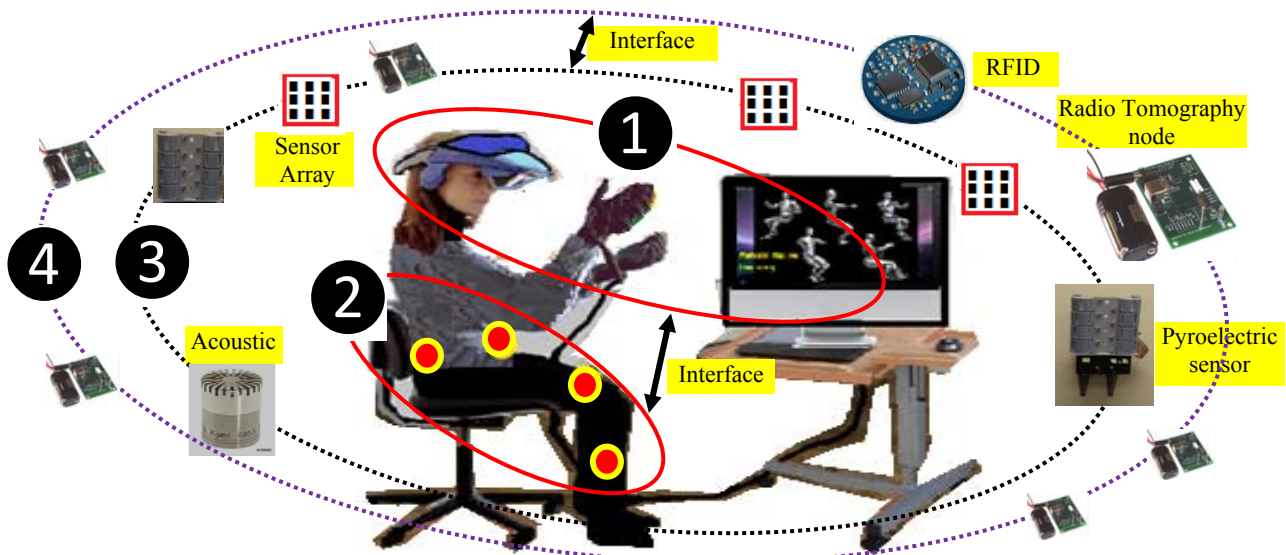 Interface
RFID
Radio Tomography
node
1
Sensor
Array
4
3
2
Acoustic
Interface
Pyroelectric
sensor